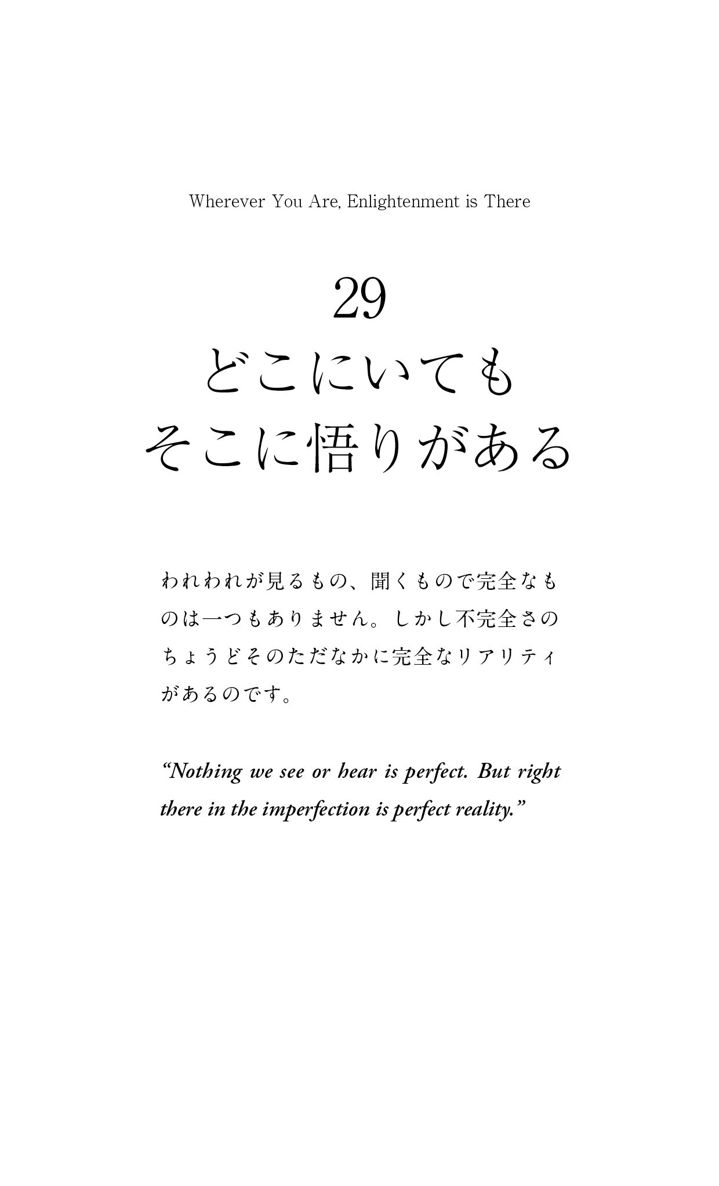 Wherever You Are, Enlightenment is There
29
どこにいても
そこに悟りがある
われわれが見るもの、聞くもので完全なも
のは一つもありません。しかし不完全さの
ちょうどそのただなかに完全なリアリティ
があるのです。
“Nothing we see or hear is perfect. But right
there in the imperfection is perfect reality.”